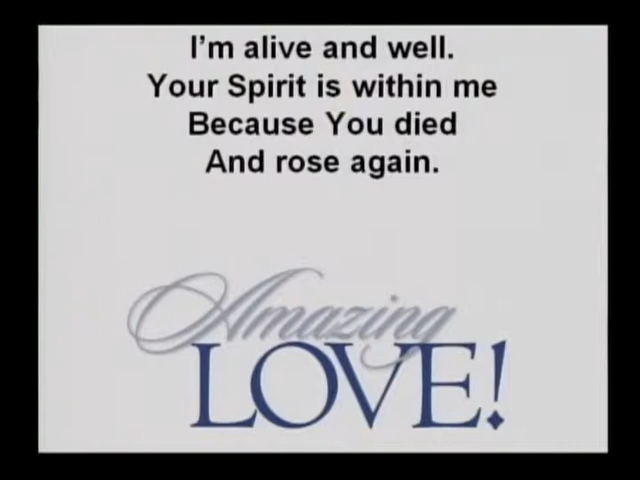 I'm alive and well.
Your Spirit is within me
Because You died
And rose again.
Amazing
LOVE!